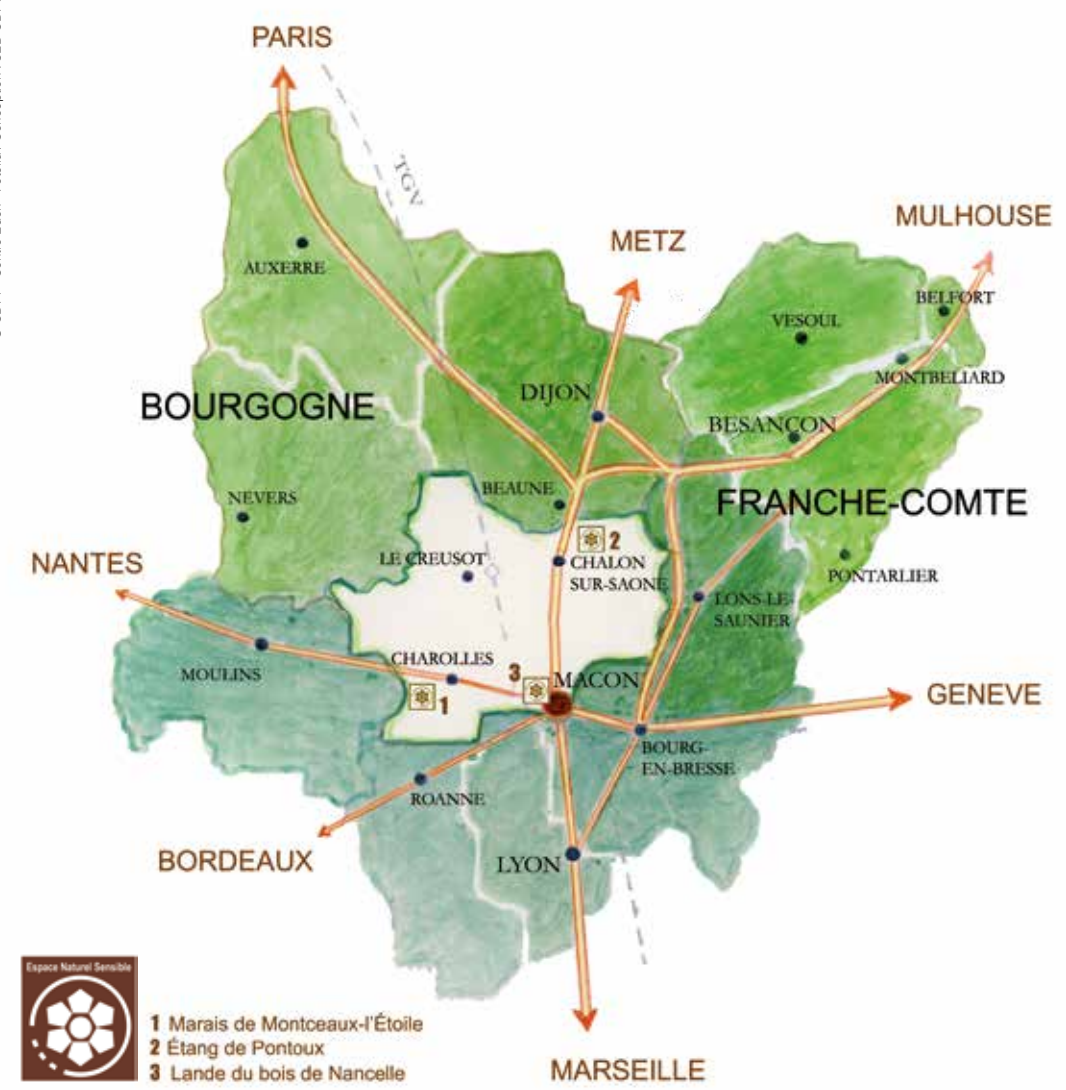 PARIS
TGV
MULHOUSE
METZ
AUXERRE
BELFORT
VESOUL
MONTBELIARD
DIJON
BOURGOGNE
BESANÇON
BEAUNE
NEVERS
FRANCHE-COMTE
2
NANTES
LE CREUSOT
CHALON
SUR-SAONE
PONTARLIER
LONS-LE-
SAUNIER
MOULINS
CHAROLLES
3
MACON
1
GENEVE
BOURG-
EN-BRESSE
ROANNE
BORDEAUX
LYON
Espace Naturel Sensible
1 Marais de Montceaux-l'Étoile
2 Étang de Pontoux
3 Lande du bois de Nancelle
MARSEILLE